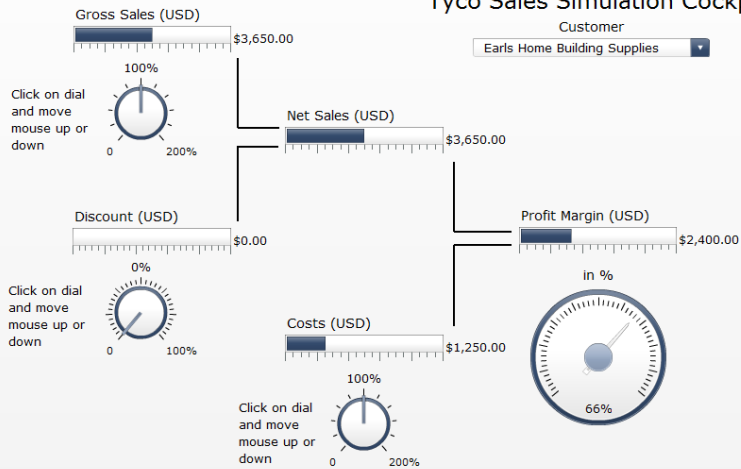 Tyco Sales Simulation
Customer
Earls Home Building Supplies
Gross Sales (USD)
$3,650.00
100%
Click on dial
and move
mouse up or
down
0
200%
Net Sales (USD)
$3,650.00
Discount (USD)
$0.00
0%
Click on dial
and move
mouse up or
down
0
100%
Profit Margin (USD)
$2,400.00
in %
66%
Costs (USD)
$1,250.00
100%
Click on dial
and move
mouse up or
down
0
200%